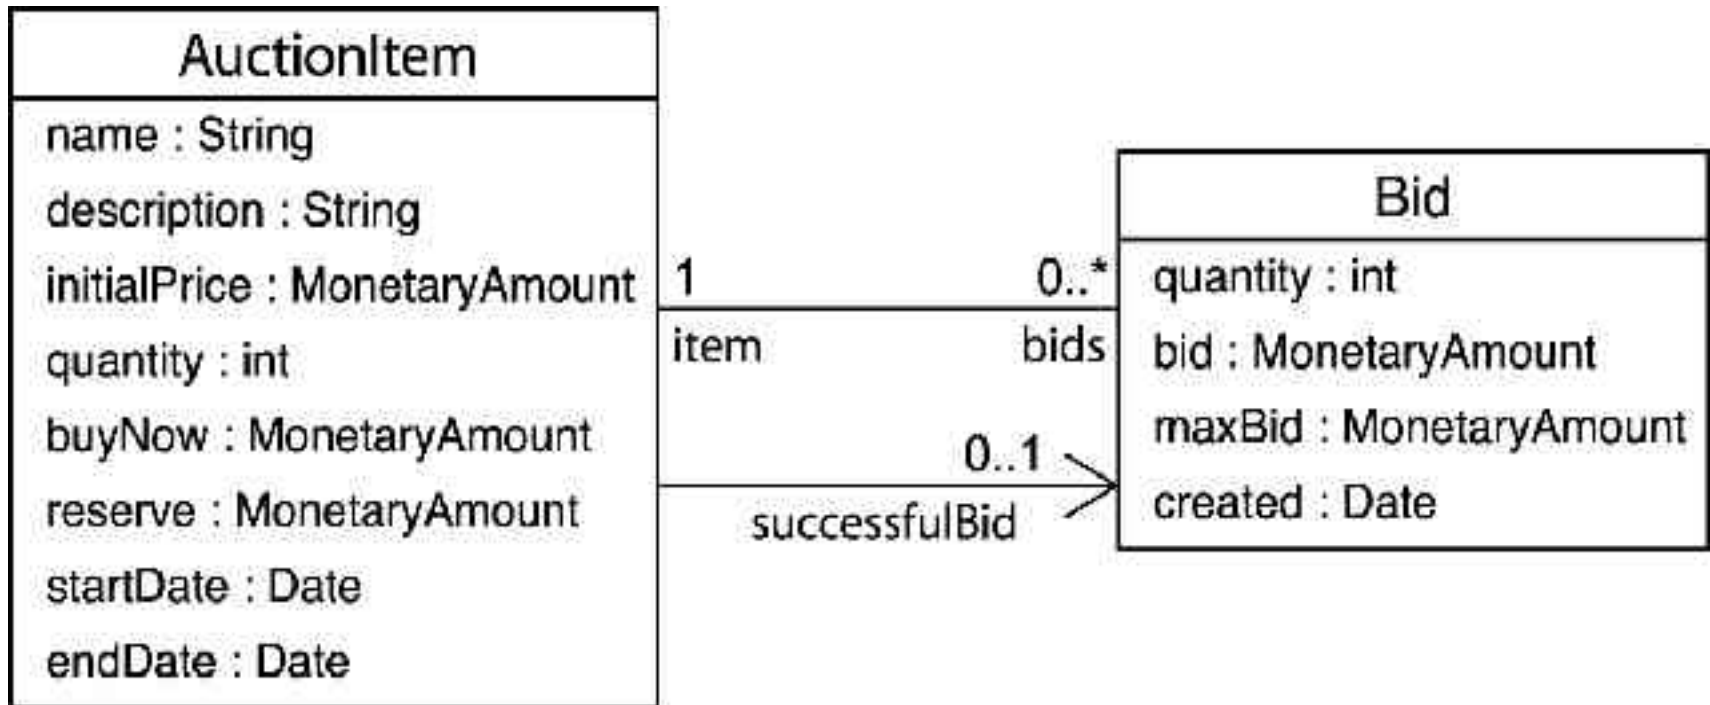 AuctionItem
name : String
description : String
initialPrice : MonetaryAmount
quantity : int
buyNow : MonetaryAmount
reserve : MonetaryAmount
startDate : Date
endDate : Date
1
0..*
item
bids
0..1
successfulBid
Bid
quantity : int
bid : MonetaryAmount
maxBid : MonetaryAmount
created : Date